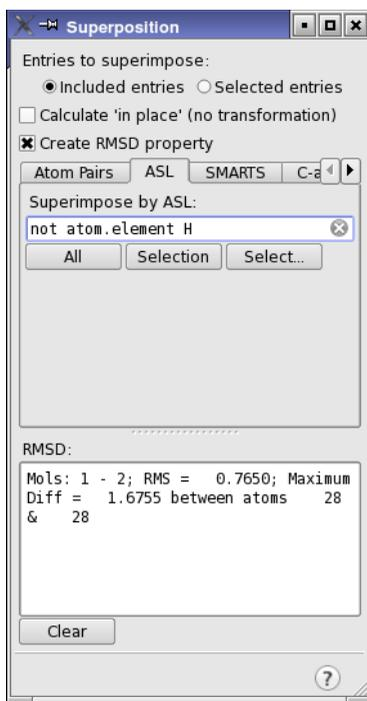 Superposition
Entries to superimpose:
Included entries Selected entries
Calculate 'in place' (no transformation)
Create RMSD property
Atom Pairs ASL SMARTS C-a
Superimpose by ASL:
not atom.element H
All Selection Select...
RMSD:
Mols: 1 - 2; RMS = 0.7650; Maximum
Diff = 1.6755 between atoms 28
& 28
Clear
?